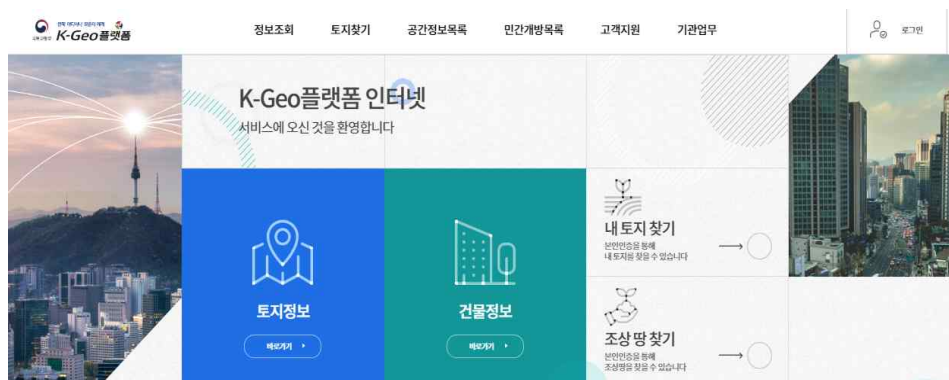 K-Geo플랫폼
정보조회 토지찾기 공간정보목록 민간개방목록 고객지원 기관업무
로그인
K-Geo플랫폼 인터넷
서비스에 오신 것을 환영합니다
토지정보
바로가기
건물정보
바로가기
내 토지 찾기
본인인증을 통해
내 토지를 찾을 수 있습니다
조상 땅 찾기
본인인증을 통해
조상땅을 찾을 수 있습니다